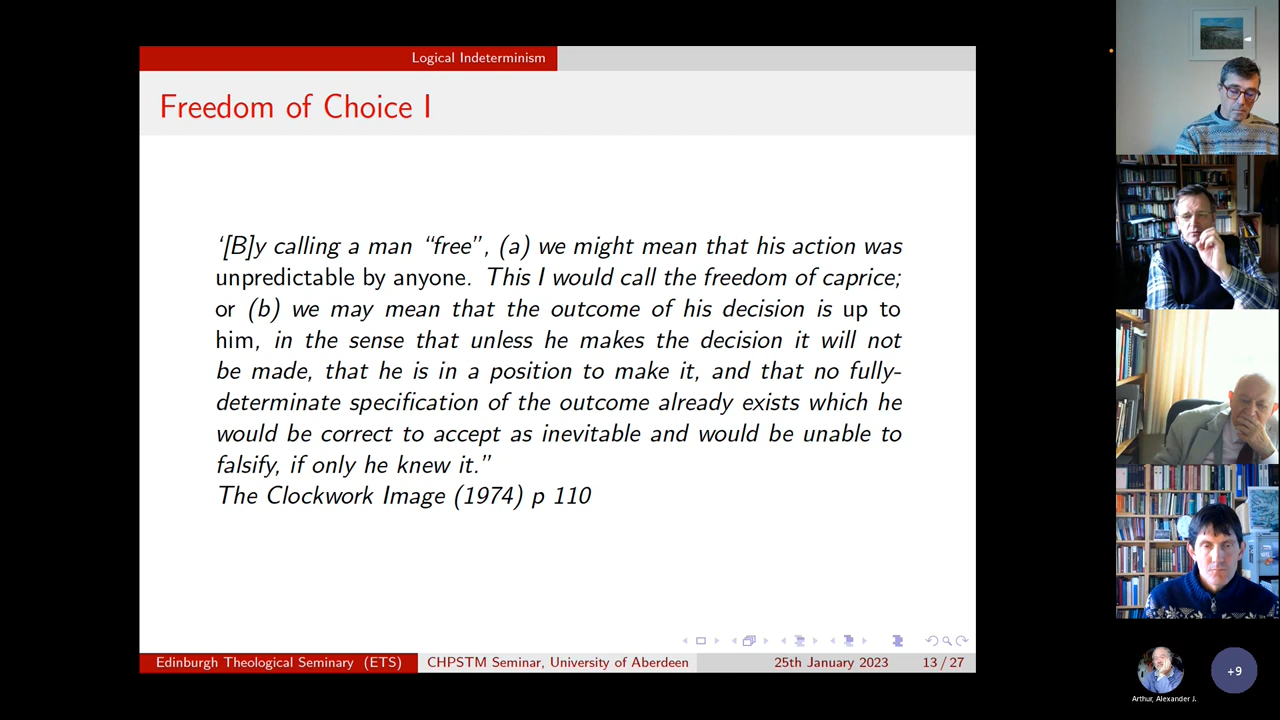 Logical Indeterminism
Freedom of Choice I
‘[B]y calling a man “free”, (a) we might mean that his action was
unpredictable by anyone. This I would call the freedom of caprice;
or (b) we may mean that the outcome of his decision is up to
him, in the sense that unless he makes the decision it will not
be made, that he is in a position to make it, and that no fully-
determinate specification of the outcome already exists which he
would be correct to accept as inevitable and would be unable to
falsify, if only he knew it.”
The Clockwork Image (1974) p 110
Edinburgh Theological Seminary (ETS)
CHPSTM Seminar, University of Aberdeen
25th January 2023
13 / 27
Arthur, Alexander J.
+9